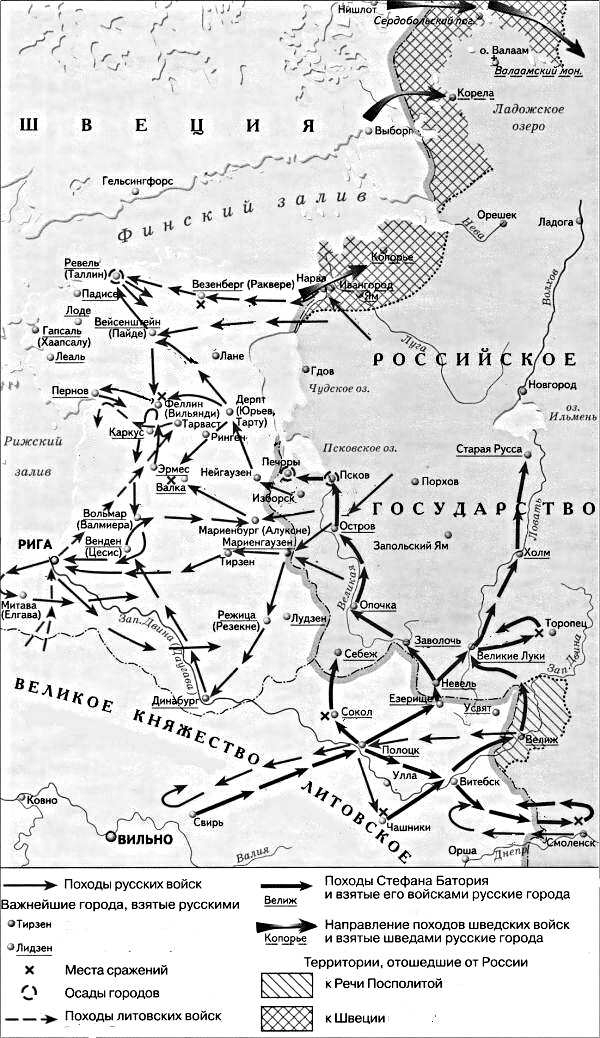 Нишлот
Сердобольский пог.
о. Валаам
Валаамский мон.
Корела
Ладожское
озеро
ШВЕЦИЯ
Выборг
Гельсингфорс
Финский залив
Нева
Орешек
Ладога
Волхов
Ревель
(Таллин)
Падисе
Везенберг (Раквере)
Нарва
Копорье
Ивангород
Ям
Лоде
Гапсаль
(Хаапсалу)
Вейсенштейн
(Пайде)
Леаль
Лаис
Луга
РОССИЙСКОЕ
Гдов
Чудское оз.
Новгород
оз.
Ильмень
Пернов
Феллин
(Вильянди)
Дерпт
(Юрьев,
Тарту)
Тарваст
Каркус
Ринген
Рижский
залив
Псковское оз.
Старая Русса
Эрмес
Валка
Нейгаузен
Печоры
Псков
Изборск
Порхов
ГОСУДАРСТВО
Ловать
Вольмар
(Валмиера)
Мариенбург (Алуксне)
Остров
Запольский Ям
РИГА
Венден
(Цесис)
Мариенгаузен
Тирзен
Холм
Великая
Митава
(Елгава)
Зап. Двина
(Даугава)
Режица
(Резекне)
Лудзен
Опочка
Заволочь
Торопец
Великие Луки
Зап. Двина
Себеж
Невель
Динабург
Езерище
Усвят
Сокол
Велиж
ВЕЛИКОЕ КНЯЖЕСТВО
ЛИТОВСКОЕ
Полоцк
Улла
Витебск
Ковно
Свирь
Чашники
ВИЛЬНО
Валия
Смоленск
Орша
Днепр
Походы русских войск
Важнейшие города, взятые русскими
Тирзен
Лидзен
Места сражений
Осады городов
Походы литовских войск
Велиж
Походы Стефана Батория
и взятые его войсками русские города
Копорье
Направление походов шведских войск
и взятые шведами русские города
Территории, отошедшие от России
к Речи Посполитой
к Швеции